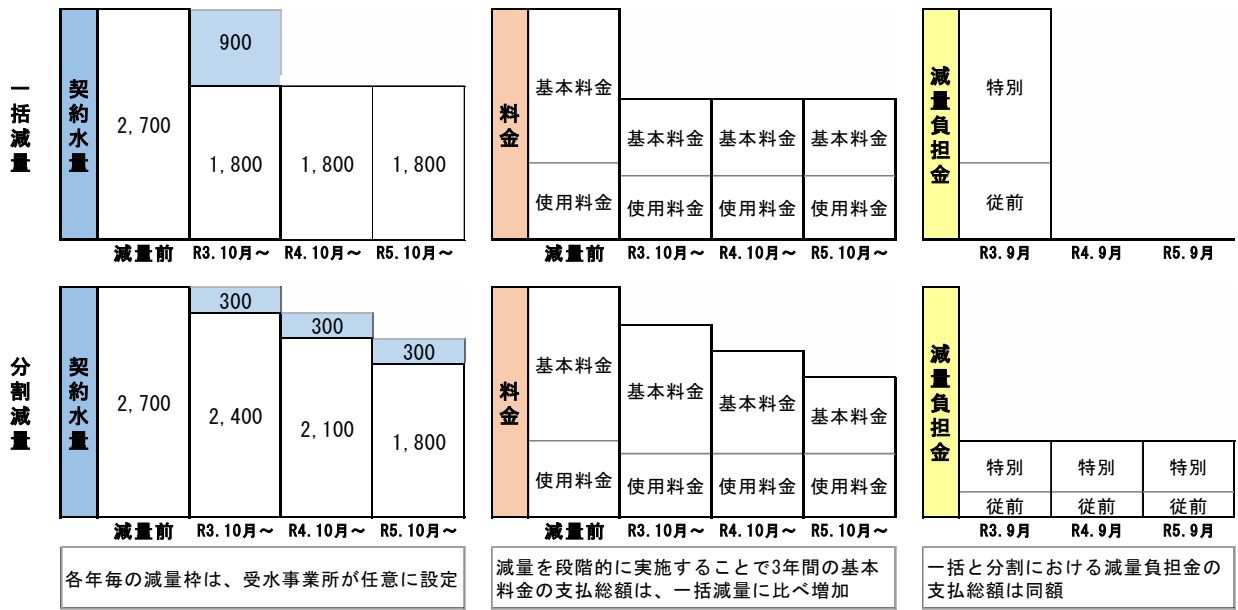 一括減量
契約水量
2,700
900
1,800
1,800
1,800
減量前 R3.10月～ R4.10月～ R5.10月～
料金
基本料金
使用料金
基本料金 基本料金 基本料金
使用料金 使用料金 使用料金
減量前 R3.10月～ R4.10月～ R5.10月～
減量負担金
特別
従前
R3.9月 R4.9月 R5.9月
分割減量
契約水量
2,700
300
2,400
300
2,100
300
1,800
減量前 R3.10月～ R4.10月～ R5.10月～
各年毎の減量枠は、受水事業所が任意に設定
料金
基本料金
使用料金
基本料金
基本料金
基本料金
使用料金 使用料金 使用料金
減量前 R3.10月～ R4.10月～ R5.10月～
減量を段階的に実施することで3年間の基本
料金の支払総額は、一括減量に比べ増加
減量負担金
特別 特別 特別
従前 従前 従前
R3.9月 R4.9月 R5.9月
一括と分割における減量負担金の
支払総額は同額